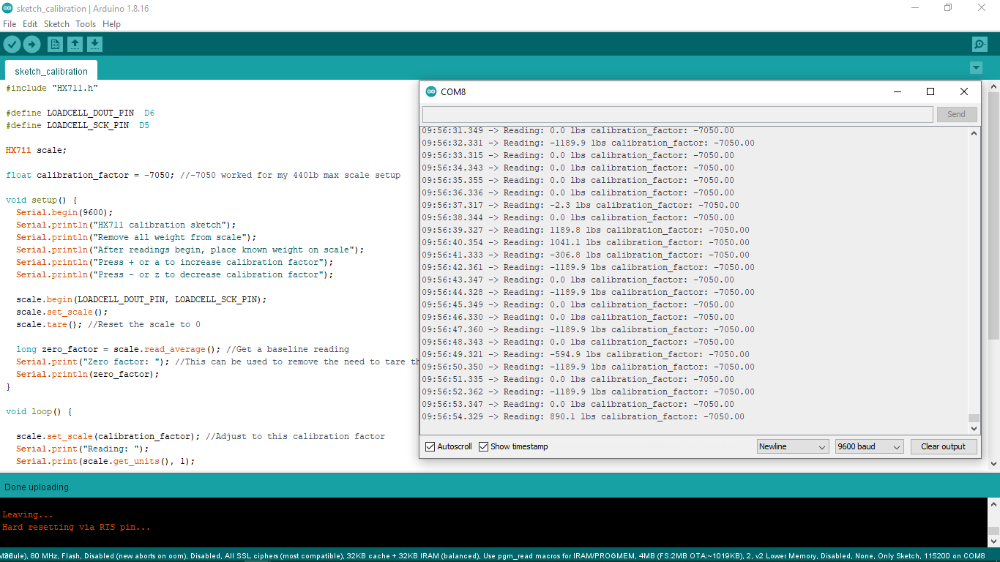 sketch_calibration | Arduino 1.8.16
File Edit Sketch Tools Help
sketch_calibration
#include "HX711.h"
#define LOADCELL_DOUT_PIN  D6
#define LOADCELL_SCK_PIN  D5
HX711 scale;
float calibration_factor = -7050; //-7050 worked for my 440lb max scale setup
void setup() {
  Serial.begin(9600);
  Serial.println("HX711 calibration sketch");
  Serial.println("Remove all weight from scale");
  Serial.println("After readings begin, place known weight on scale");
  Serial.println("Press + or a to increase calibration factor");
  Serial.println("Press - or z to decrease calibration factor");
  scale.begin(LOADCELL_DOUT_PIN, LOADCELL_SCK_PIN);
  scale.set_scale();
  scale.tare(); //Reset the scale to 0
  long zero_factor = scale.read_average(); //Get a baseline reading
  Serial.print("Zero factor: "); //This can be used to remove the need to tare th
  Serial.println(zero_factor);
}
void loop() {
  scale.set_scale(calibration_factor); //Adjust to this calibration factor
  Serial.print("Reading: ");
  Serial.print(scale.get_units(), 1);
COM8
Send
09:56:31.349 -> Reading: 0.0 lbs calibration_factor: -7050.00
09:56:32.331 -> Reading: -1189.9 lbs calibration_factor: -7050.00
09:56:33.315 -> Reading: 0.0 lbs calibration_factor: -7050.00
09:56:34.343 -> Reading: 0.0 lbs calibration_factor: -7050.00
09:56:35.355 -> Reading: 0.0 lbs calibration_factor: -7050.00
09:56:36.336 -> Reading: 0.0 lbs calibration_factor: -7050.00
09:56:37.317 -> Reading: -2.3 lbs calibration_factor: -7050.00
09:56:38.344 -> Reading: 0.0 lbs calibration_factor: -7050.00
09:56:39.327 -> Reading: 1189.8 lbs calibration_factor: -7050.00
09:56:40.354 -> Reading: 1041.1 lbs calibration_factor: -7050.00
09:56:41.333 -> Reading: -306.8 lbs calibration_factor: -7050.00
09:56:42.361 -> Reading: -1189.9 lbs calibration_factor: -7050.00
09:56:43.347 -> Reading: 0.0 lbs calibration_factor: -7050.00
09:56:44.328 -> Reading: -1189.9 lbs calibration_factor: -7050.00
09:56:45.349 -> Reading: 0.0 lbs calibration_factor: -7050.00
09:56:46.330 -> Reading: 0.0 lbs calibration_factor: -7050.00
09:56:47.360 -> Reading: -1189.9 lbs calibration_factor: -7050.00
09:56:48.343 -> Reading: 0.0 lbs calibration_factor: -7050.00
09:56:49.321 -> Reading: -594.9 lbs calibration_factor: -7050.00
09:56:50.350 -> Reading: -1189.9 lbs calibration_factor: -7050.00
09:56:51.335 -> Reading: 0.0 lbs calibration_factor: -7050.00
09:56:52.362 -> Reading: -1189.9 lbs calibration_factor: -7050.00
09:56:53.347 -> Reading: 0.0 lbs calibration_factor: -7050.00
09:56:54.329 -> Reading: 890.1 lbs calibration_factor: -7050.00
Autoscroll Show timestamp Newline 9600 baud Clear output
Done uploading.
Leaving...
Hard resetting via RTS pin...
80 MHz, Flash, Disabled (new aborts on oom), Disabled, All SSL ciphers (most compatible), 32KB cache + 32KB IRAM (balanced), Use pgm_read macros for IRAM/PROGMEM, 4MB (FS:2MB OTA:~1019KB), 2, v2 Lower Memory, Disabled, None, Only Sketch, 115200 on COM8